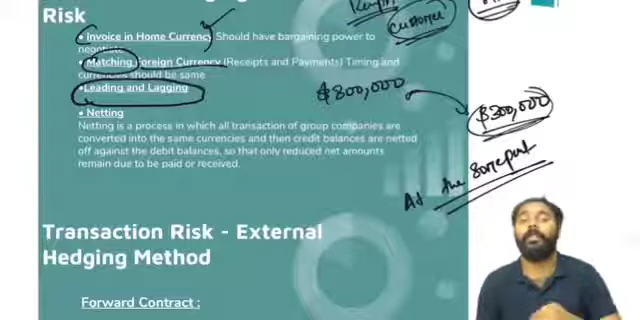 Risk
• Invoice in Home Currency Should have bargaining power to
negotiate
• Matching Foreign Currency (Receipts and Payments) Timing and
currencies should be same
•Leading and Lagging
• Netting
Netting is a process in which all transaction of group companies are
converted into the same currencies and then credit balances are netted
off against the debit balances, so that only reduced net amounts
remain due to be paid or received.
customer
$800,000
$300,000
At the same
Transaction Risk - External
Hedging Method
Forward Contract :